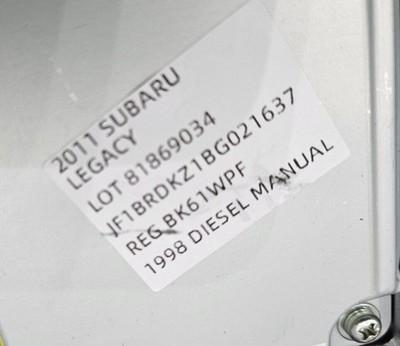 2011 SUBARU
LEGACY
LOT 81869034
JF1BRDKZ1BG021637
REG BK61WPF
1998 DIESEL MANUAL